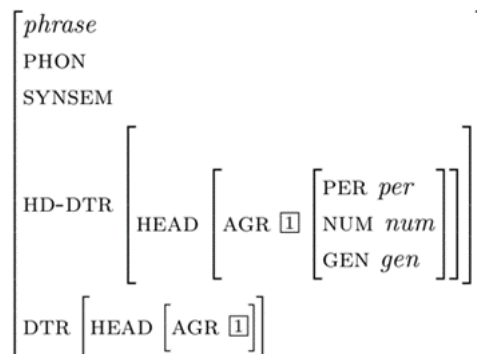 phrase
PHON
SYNSEM
HD-DTR HEAD AGR 1 PER per
NUM num
GEN gen
DTR HEAD AGR 1